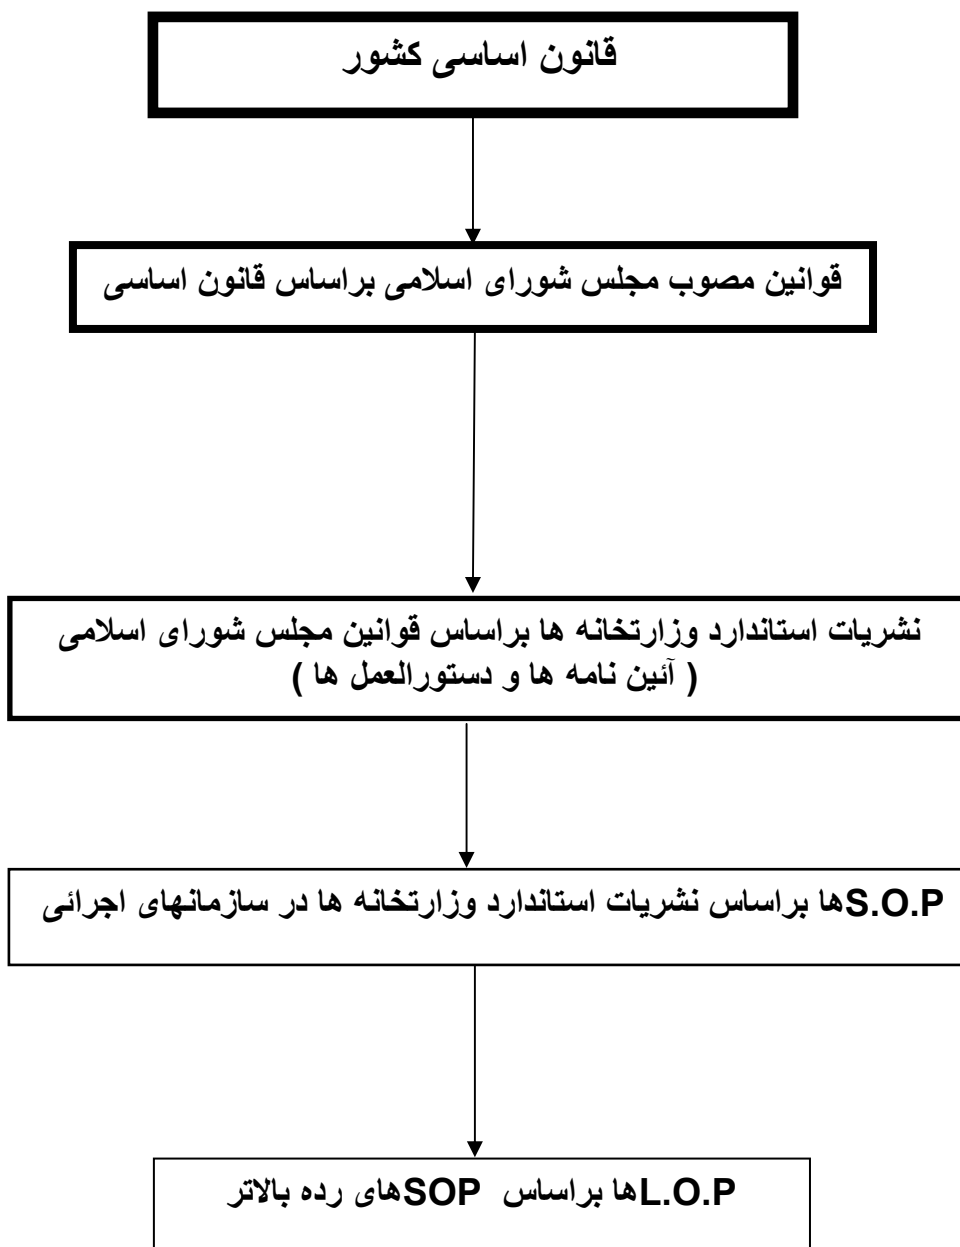 قانون اساسی کشور
قوانین مصوب مجلس شورای اسلامی براساس قانون اساسی
نشریات استاندارد وزارتخانه ها براساس قوانین مجلس شورای اسلامی
( آئین نامه ها و دستورالعمل ها )
S.O.Pها براساس نشریات استاندارد وزارتخانه ها در سازمانهای اجرائی
L.O.Pها براساس SOPهای رده بالاتر